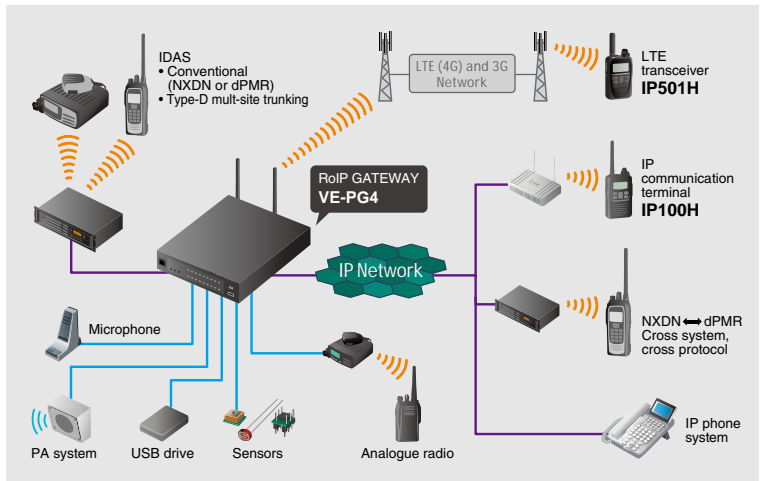 IDAS
• Conventional
(NXDN or dPMR)
• Type-D mult-site trunking
LTE (4G) and 3G
Network
LTE
transceiver
IP501H
RoIP GATEWAY
VE-PG4
IP
communication
terminal
IP100H
IP Network
Microphone
NXDN ⟷ dPMR
Cross system,
cross protocol
PA system
USB drive
Sensors
Analogue radio
IP phone
system